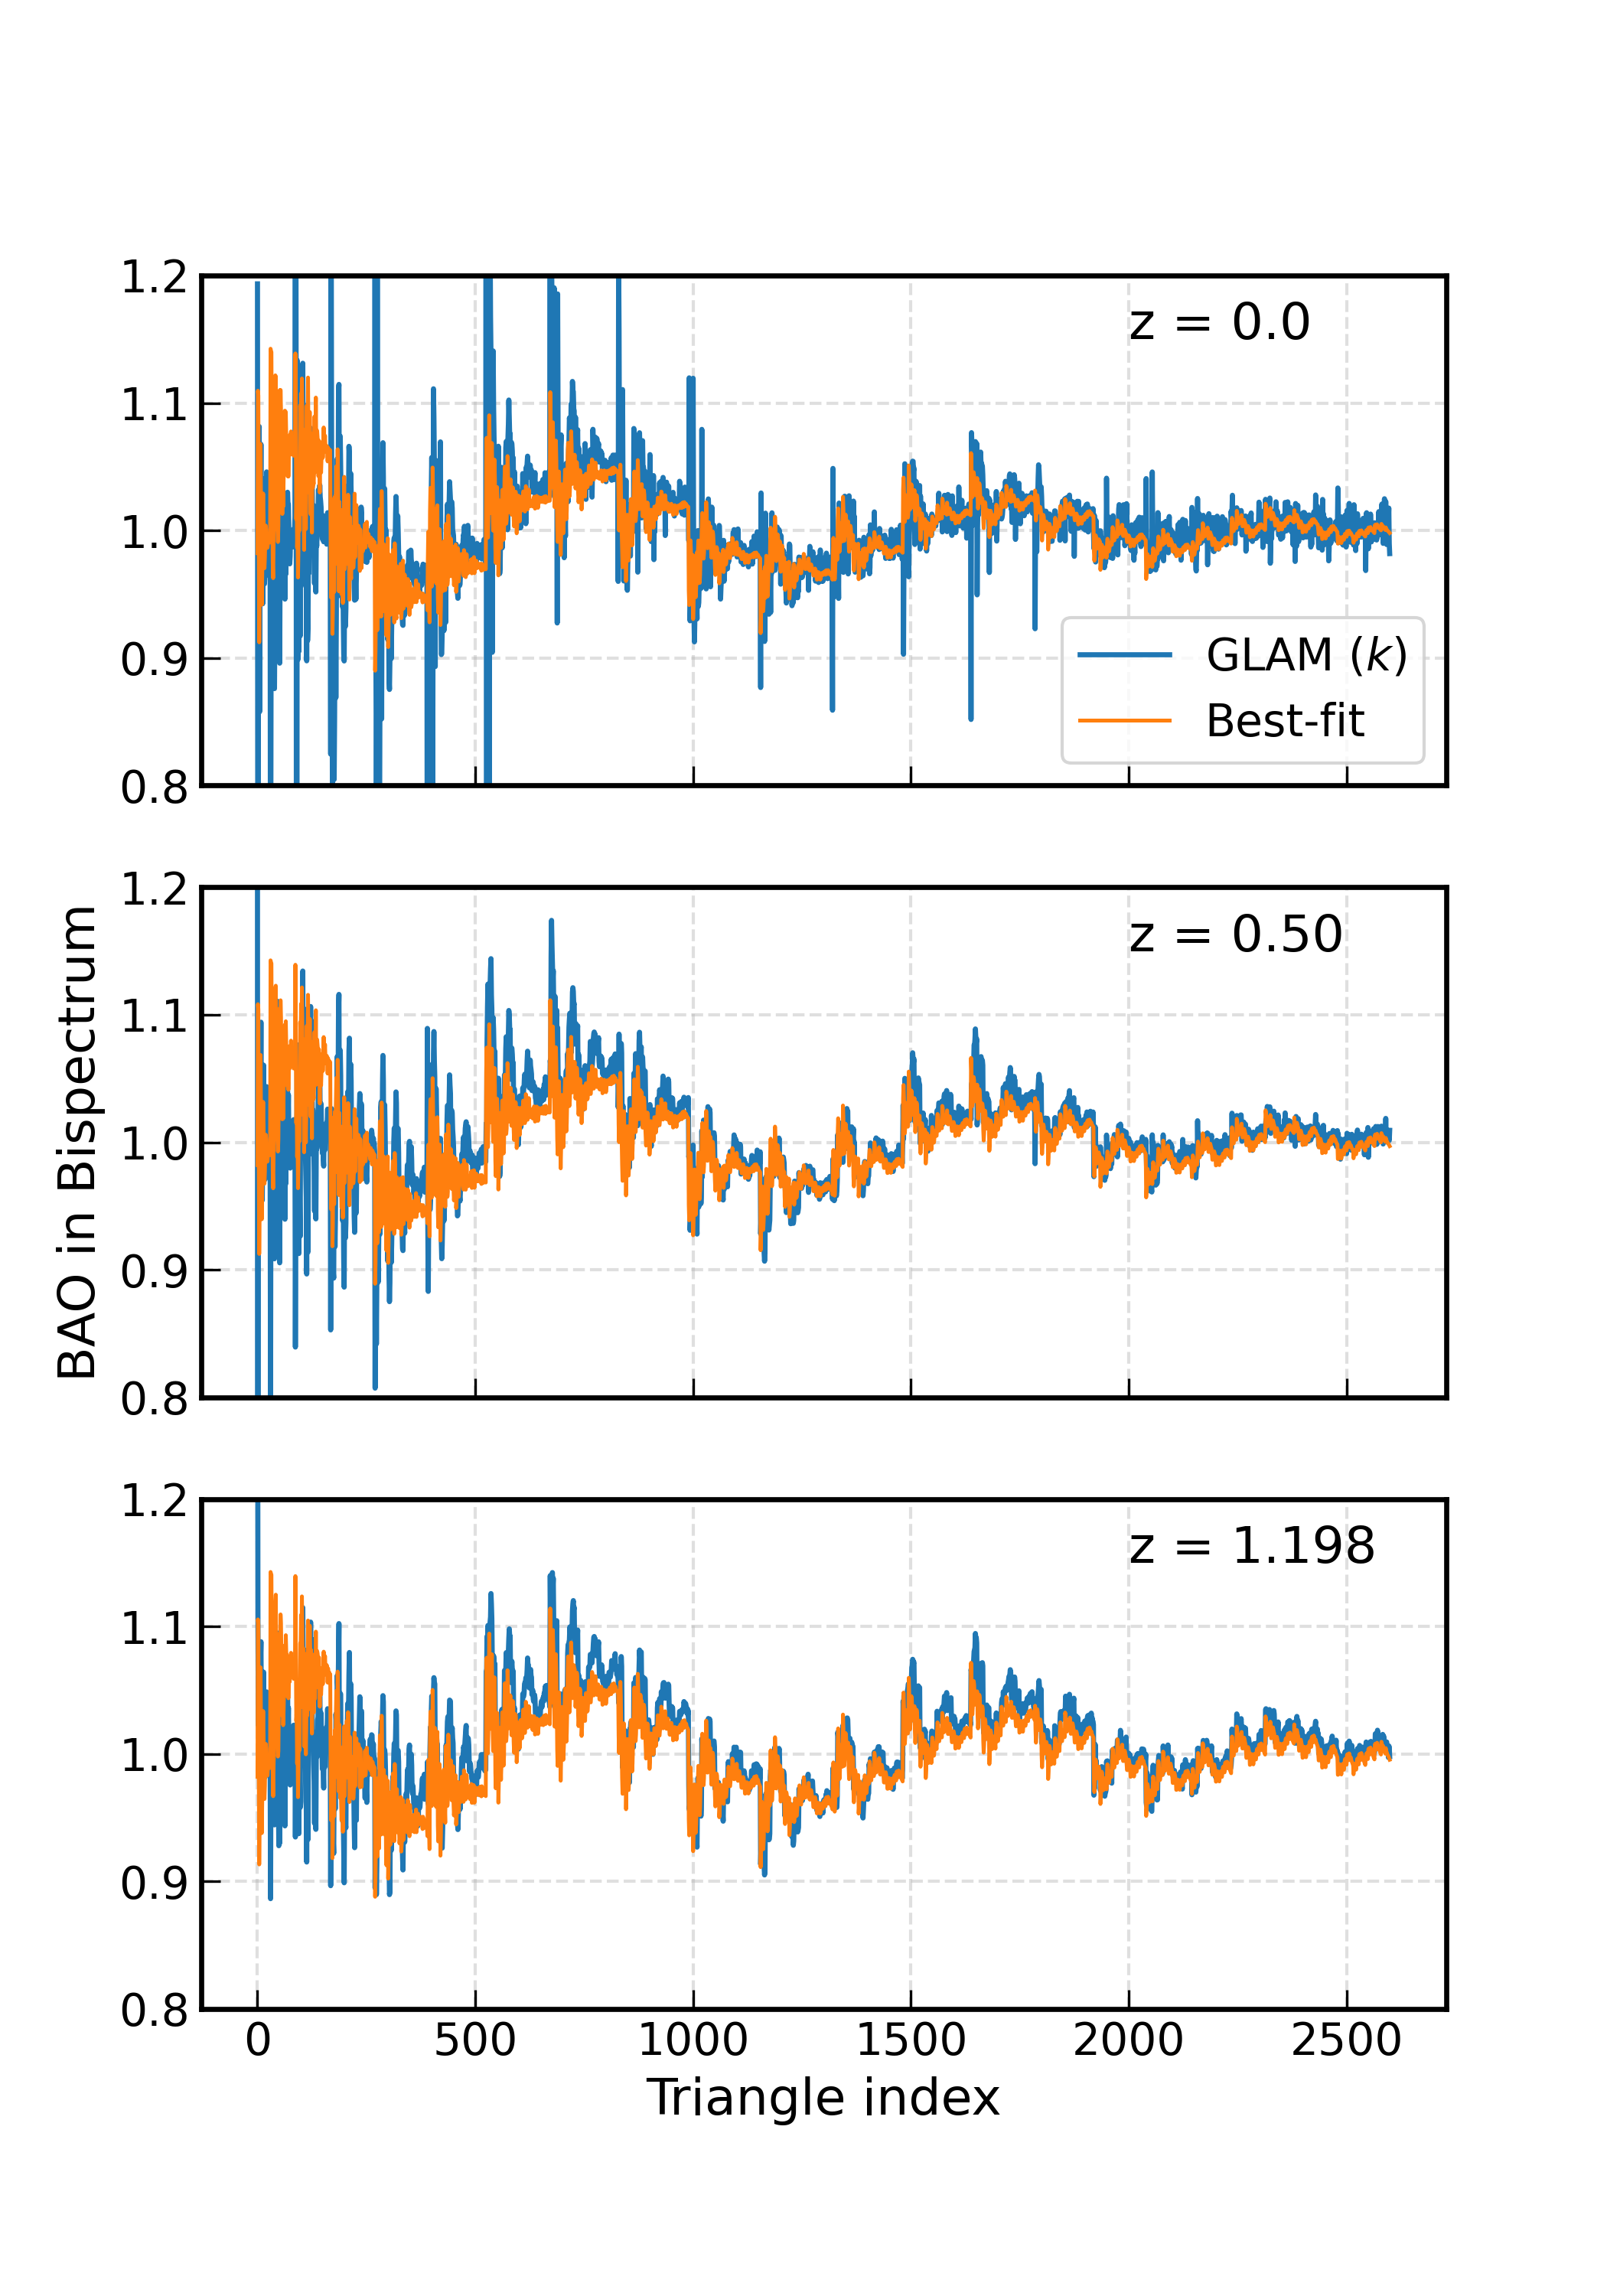 1.2
z = 0.0
1.1
1.0
0.9
GLAM (k)
Best-fit
0.8
BAO in Bispectrum
1.2
z = 0.50
1.1
1.0
0.9
0.8
1.2
z = 1.198
1.1
1.0
0.9
0.8
0 500 1000 1500 2000 2500
Triangle index